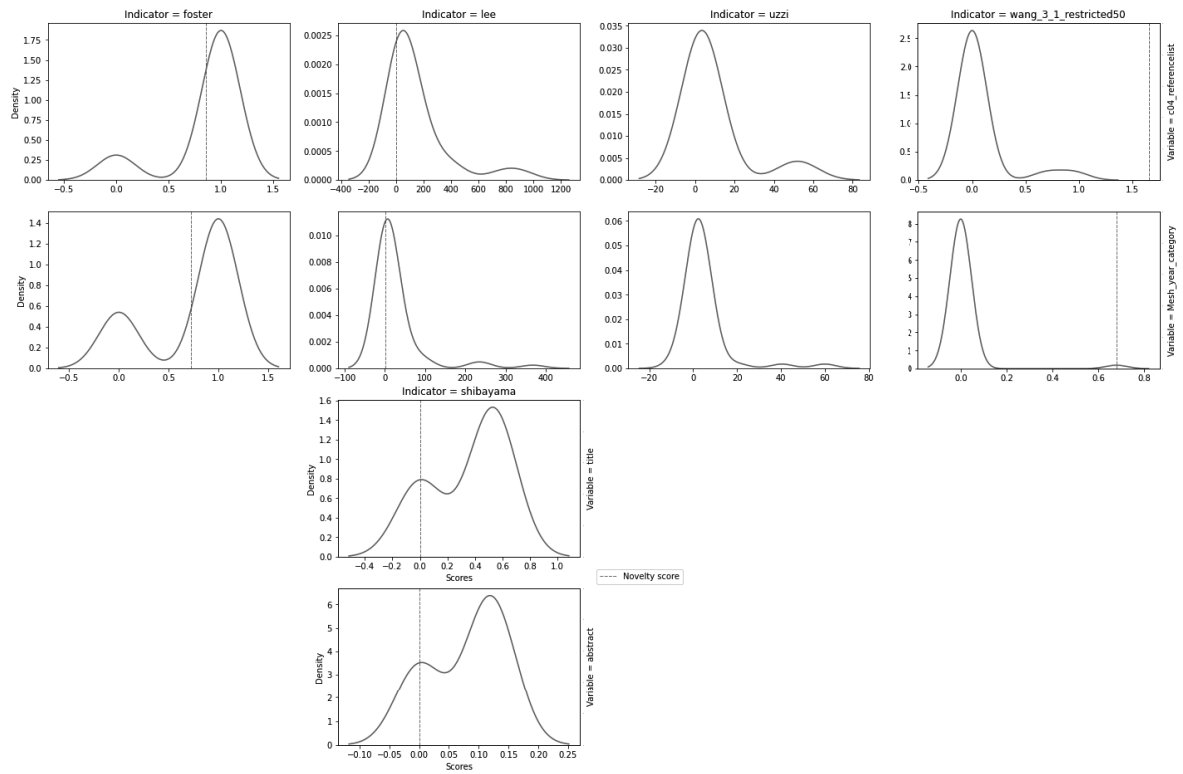 Indicator = foster
Indicator = lee
Indicator = uzzi
Indicator = wang_3_1_restricted50
Density
1.75
1.50
1.25
1.00
0.75
0.50
0.25
0.00
−0.5 0.0 0.5 1.0 1.5
0.0025
0.0020
0.0015
0.0010
0.0005
0.0000
−400 −200 0 200 400 600 800 1000 1200
0.035
0.030
0.025
0.020
0.015
0.010
0.005
0.000
−20 0 20 40 60 80
2.5
2.0
1.5
1.0
0.5
0.0
−0.5 0.0 0.5 1.0 1.5
Variable = c04_referencelist
Density
1.4
1.2
1.0
0.8
0.6
0.4
0.2
0.0
−0.5 0.0 0.5 1.0 1.5
0.010
0.008
0.006
0.004
0.002
0.000
−100 0 100 200 300 400
0.06
0.05
0.04
0.03
0.02
0.01
0.00
−20 0 20 40 60 80
8
7
6
5
4
3
2
1
0
0.0 0.2 0.4 0.6 0.8
Variable = Mesh_year_category
Indicator = shibayama
Density
1.6
1.4
1.2
1.0
0.8
0.6
0.4
0.2
0.0
−0.4 −0.2 0.0 0.2 0.4 0.6 0.8 1.0
Scores
Variable = title
Novelty score
Density
6
5
4
3
2
1
0
−0.10 −0.05 0.00 0.05 0.10 0.15 0.20 0.25
Scores
Variable = abstract